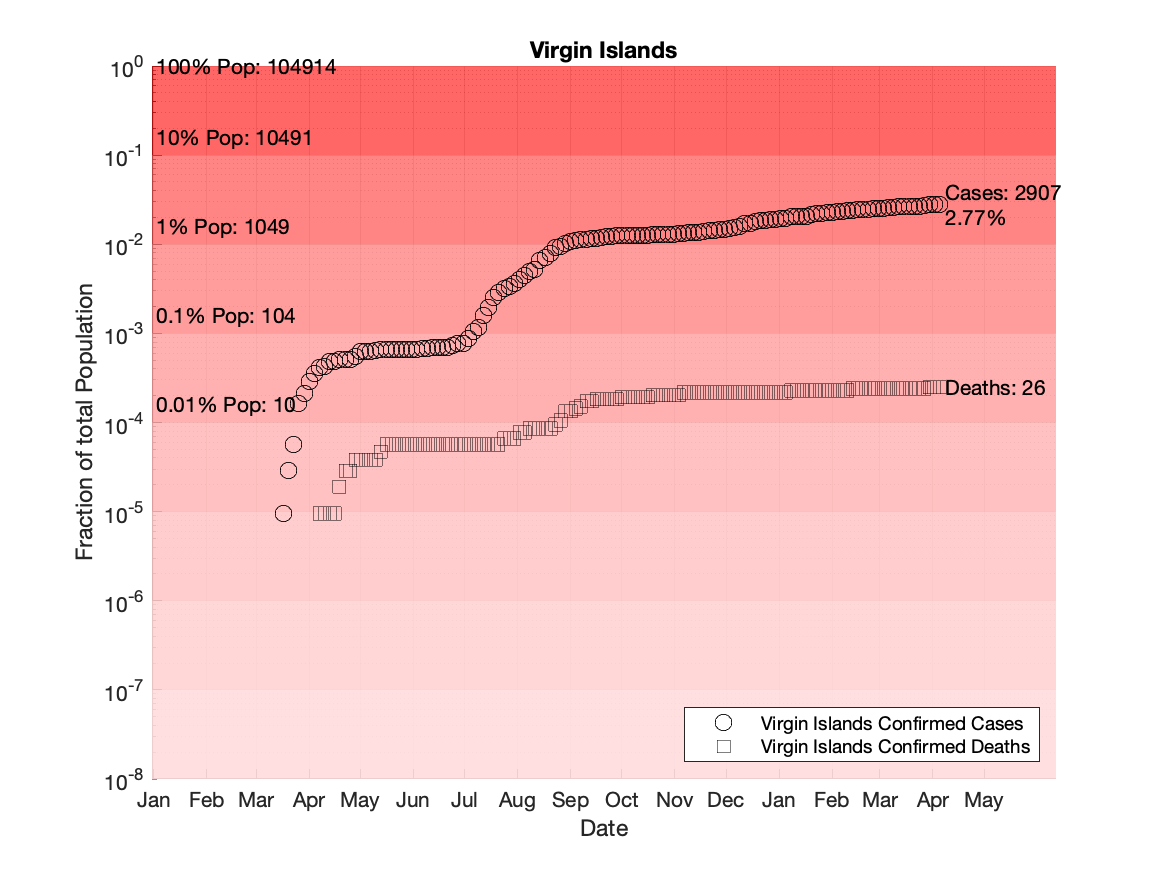 Virgin Islands
10^0
100% Pop: 104914
10% Pop: 10491
10^-1
Cases: 2907
2.77%
1% Pop: 1049
10^-2
0.1% Pop: 104
10^-3
Deaths: 26
0.01% Pop: 10
10^-4
10^-5
10^-6
10^-7
10^-8
Fraction of total Population
Virgin Islands Confirmed Cases
Virgin Islands Confirmed Deaths
Jan Feb Mar Apr May Jun Jul Aug Sep Oct Nov Dec Jan Feb Mar Apr May
Date